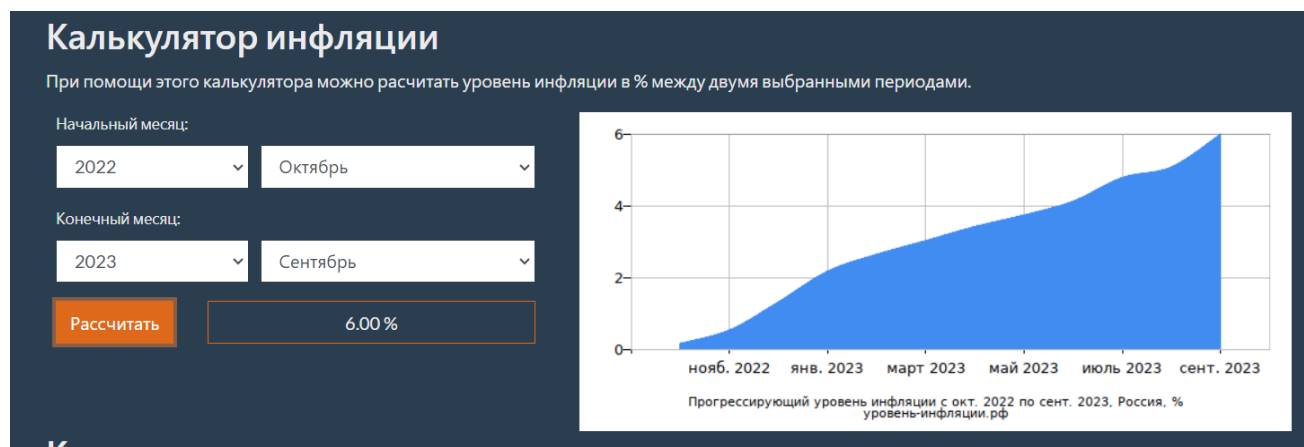 Калькулятор инфляции
При помощи этого калькулятора можно расчитать уровень инфляции в % между двумя выбранными периодами.
Начальный месяц:
2022 Октябрь
Конечный месяц:
2023 Сентябрь
Рассчитать 6.00 %
6
4
2
0
нояб. 2022 янв. 2023 март 2023 май 2023 июль 2023 сент. 2023
Прогрессирующий уровень инфляции с окт. 2022 по сент. 2023, Россия, %
уровень-инфляции.рф